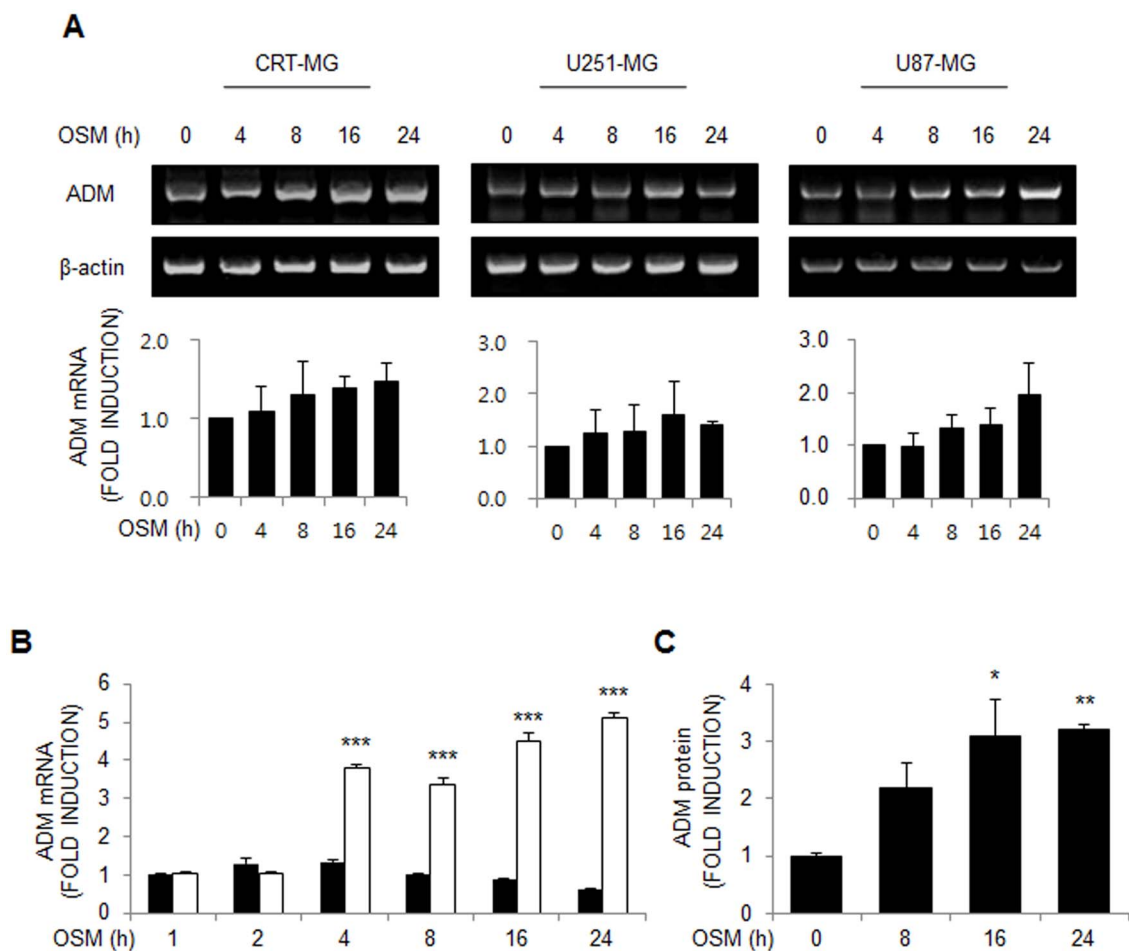 A
CRT-MG U251-MG U87-MG
OSM (h) 0 4 8 16 24 0 4 8 16 24 0 4 8 16 24
ADM
β-actin
ADM mRNA
(FOLD INDUCTION)
2.0
1.0
0.0
OSM (h) 0 4 8 16 24
3.0
2.0
1.0
0.0
0 4 8 16 24
3.0
2.0
1.0
0.0
0 4 8 16 24
B
ADM mRNA
(FOLD INDUCTION)
6
5
4
3
2
1
0
*** *** *** ***
OSM (h) 1 2 4 8 16 24
C
ADM protein
(FOLD INDUCTION)
4
3
2
1
0
* **
OSM (h) 0 8 16 24